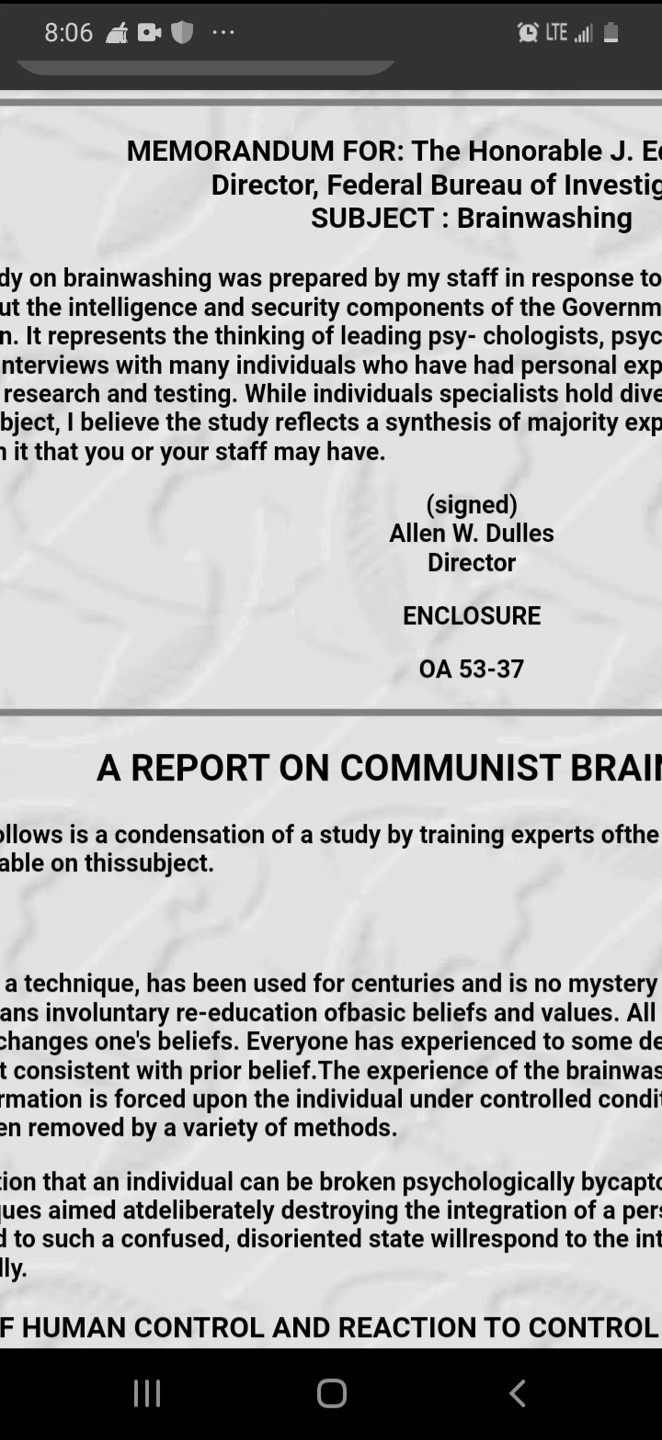 8:06 ... LTE
MEMORANDUM FOR: The Honorable J. E
Director, Federal Bureau of Investig
SUBJECT : Brainwashing
dy on brainwashing was prepared by my staff in response to
ut the intelligence and security components of the Governm
n. It represents the thinking of leading psy- chologists, psyc
nterviews with many individuals who have had personal exp
research and testing. While individuals specialists hold dive
bject, I believe the study reflects a synthesis of majority exp
n it that you or your staff may have.
(signed)
Allen W. Dulles
Director
ENCLOSURE
OA 53-37
A REPORT ON COMMUNIST BRAIN
ollows is a condensation of a study by training experts ofthe
able on thissubject.
a technique, has been used for centuries and is no mystery
ans involuntary re-education ofbasic beliefs and values. All
changes one's beliefs. Everyone has experienced to some de
t consistent with prior belief.The experience of the brainwas
rmation is forced upon the individual under controlled condit
en removed by a variety of methods.
tion that an individual can be broken psychologically bycapto
ques aimed atdeliberately destroying the integration of a pers
d to such a confused, disoriented state willrespond to the int
lly.
F HUMAN CONTROL AND REACTION TO CONTROL